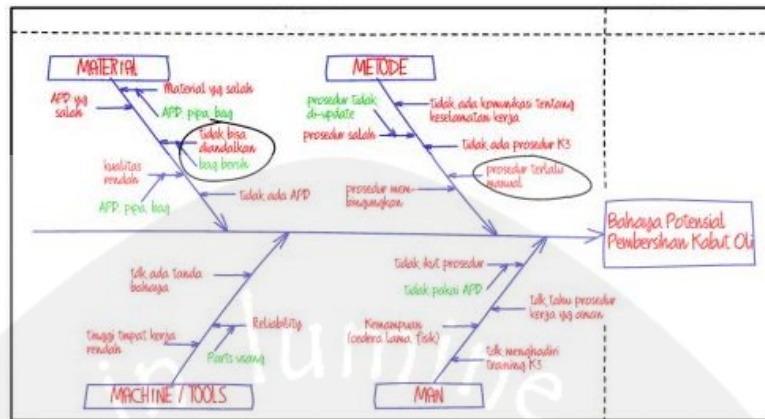 MATERIAL
Material yg salah
APD yg
salah
APD, pipa, bag
tidak bisa
diandalkan
bag bersih
kualitas
rendah
APD, pipa, bag
tidak ada APD
METODE
prosedur tidak
di-update
tidak ada komunikasi tentang
keselamatan kerja
prosedur salah
tidak ada prosedur K3
prosedur terlalu
manual
prosedur mem-
bingungkan
Bahaya Potensial
Pembersihan Kabut Oli
tdk ada tanda
bahaya
Reliability
tinggi tmpat kerja
rendah
Parts usang
MACHINE / TOOLS
tidak ikut prosedur
tidak pakai APD
tdk tahu prosedur
kerja yg aman
Kemampuan
(cedera lama, fisik)
tdk menghadiri
training K3
MAN
in lumine